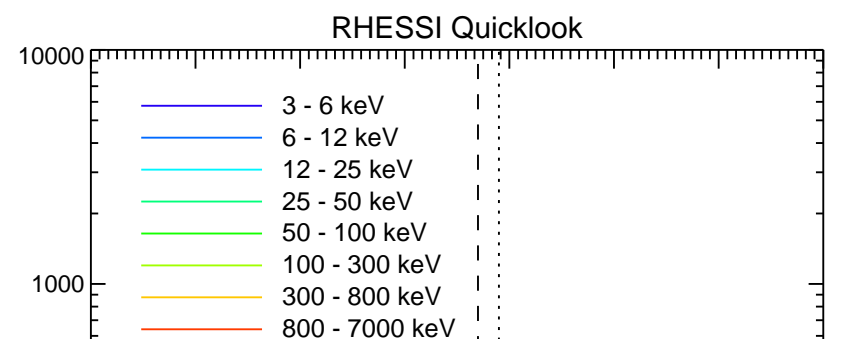 RHESSI Quicklook
10000
3 - 6 keV
6 - 12 keV
12 - 25 keV
25 - 50 keV
50 - 100 keV
100 - 300 keV
1000
300 - 800 keV
800 - 7000 keV